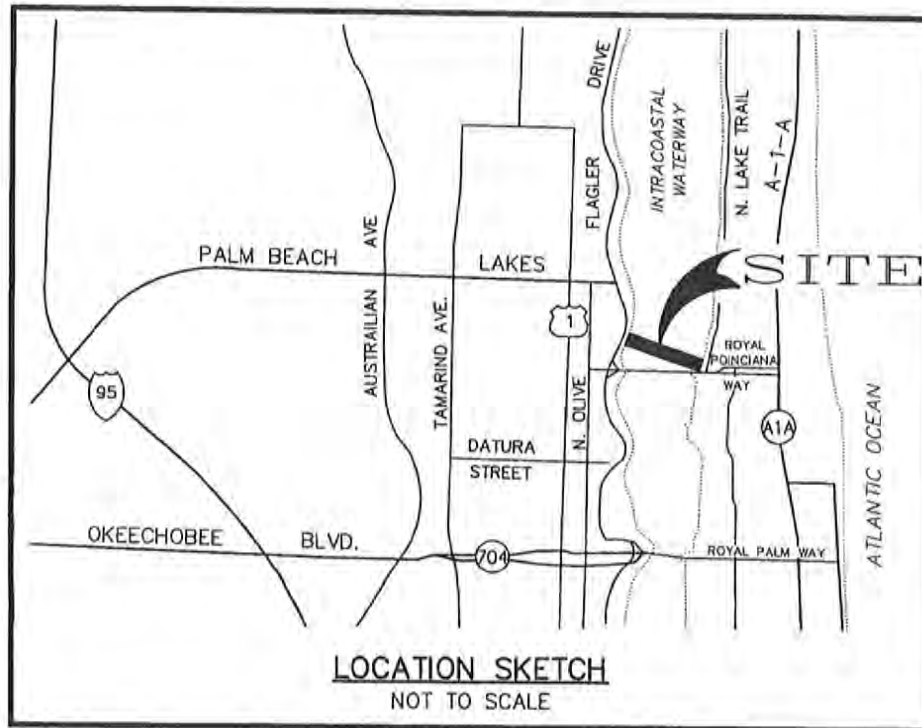 DRIVE
FLAGLER
INTRACOASTAL
WATERWAY
N. LAKE TRAIL
A-1-A
PALM BEACH
LAKES
AUSTRAILIAN AVE
TAMARIND AVE.
1
SITE
ROYAL
POINCIANA
WAY
95
N. OLIVE
A1A
DATURA
STREET
ATLANTIC OCEAN
OKEECHOBEE
BLVD.
704
ROYAL PALM WAY
LOCATION SKETCH
NOT TO SCALE